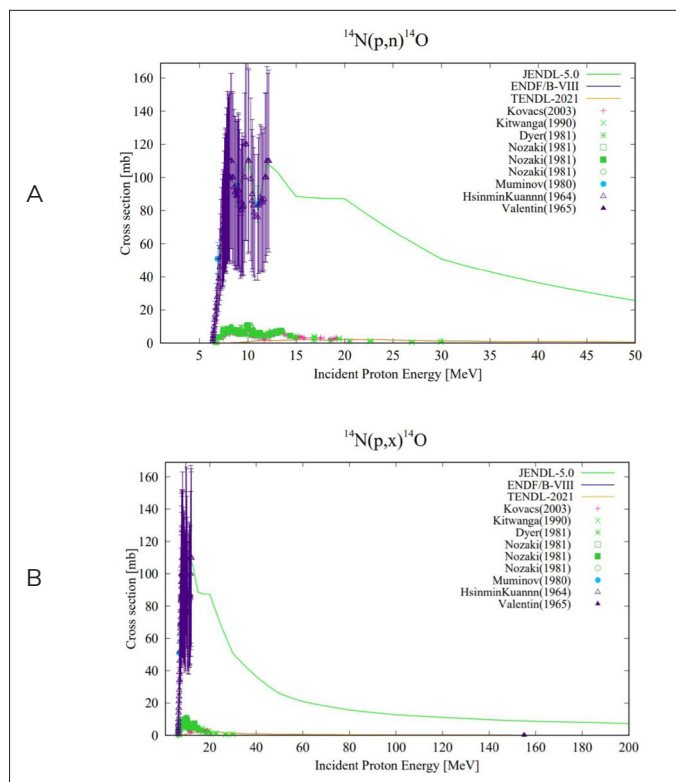 A
¹⁴N(p,n)¹⁴O
Cross section [mb]
160
140
120
100
80
60
40
20
0
JENDL-5.0
ENDF/B-VIII
TENDL-2021
Kovacs(2003)
Kitwanga(1990)
Dyer(1981)
Nozaki(1981)
Nozaki(1981)
Nozaki(1981)
Muminov(1980)
HsinminKuannn(1964)
Valentin(1965)
5 10 15 20 25 30 35 40 45 50
Incident Proton Energy [MeV]
B
¹⁴N(p,x)¹⁴O
Cross section [mb]
160
140
120
100
80
60
40
20
0
JENDL-5.0
ENDF/B-VIII
TENDL-2021
Kovacs(2003)
Kitwanga(1990)
Dyer(1981)
Nozaki(1981)
Nozaki(1981)
Nozaki(1981)
Muminov(1980)
HsinminKuannn(1964)
Valentin(1965)
20 40 60 80 100 120 140 160 180 200
Incident Proton Energy [MeV]